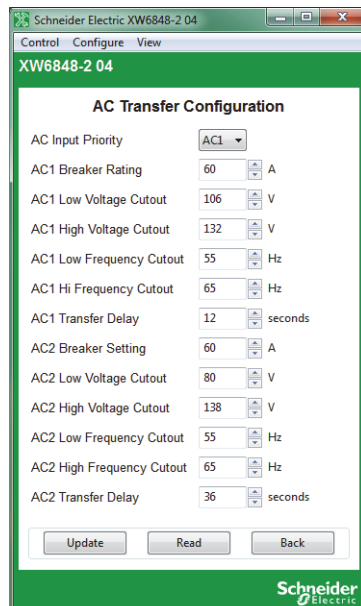 Schneider Electric XW6848-2 04
Control Configure View
XW6848-2 04
AC Transfer Configuration
AC Input Priority AC1
AC1 Breaker Rating 60 A
AC1 Low Voltage Cutout 106 V
AC1 High Voltage Cutout 132 V
AC1 Low Frequency Cutout 55 Hz
AC1 Hi Frequency Cutout 65 Hz
AC1 Transfer Delay 12 seconds
AC2 Breaker Setting 60 A
AC2 Low Voltage Cutout 80 V
AC2 High Voltage Cutout 138 V
AC2 Low Frequency Cutout 55 Hz
AC2 High Frequency Cutout 65 Hz
AC2 Transfer Delay 36 seconds
Update Read Back
Schneider
Electric